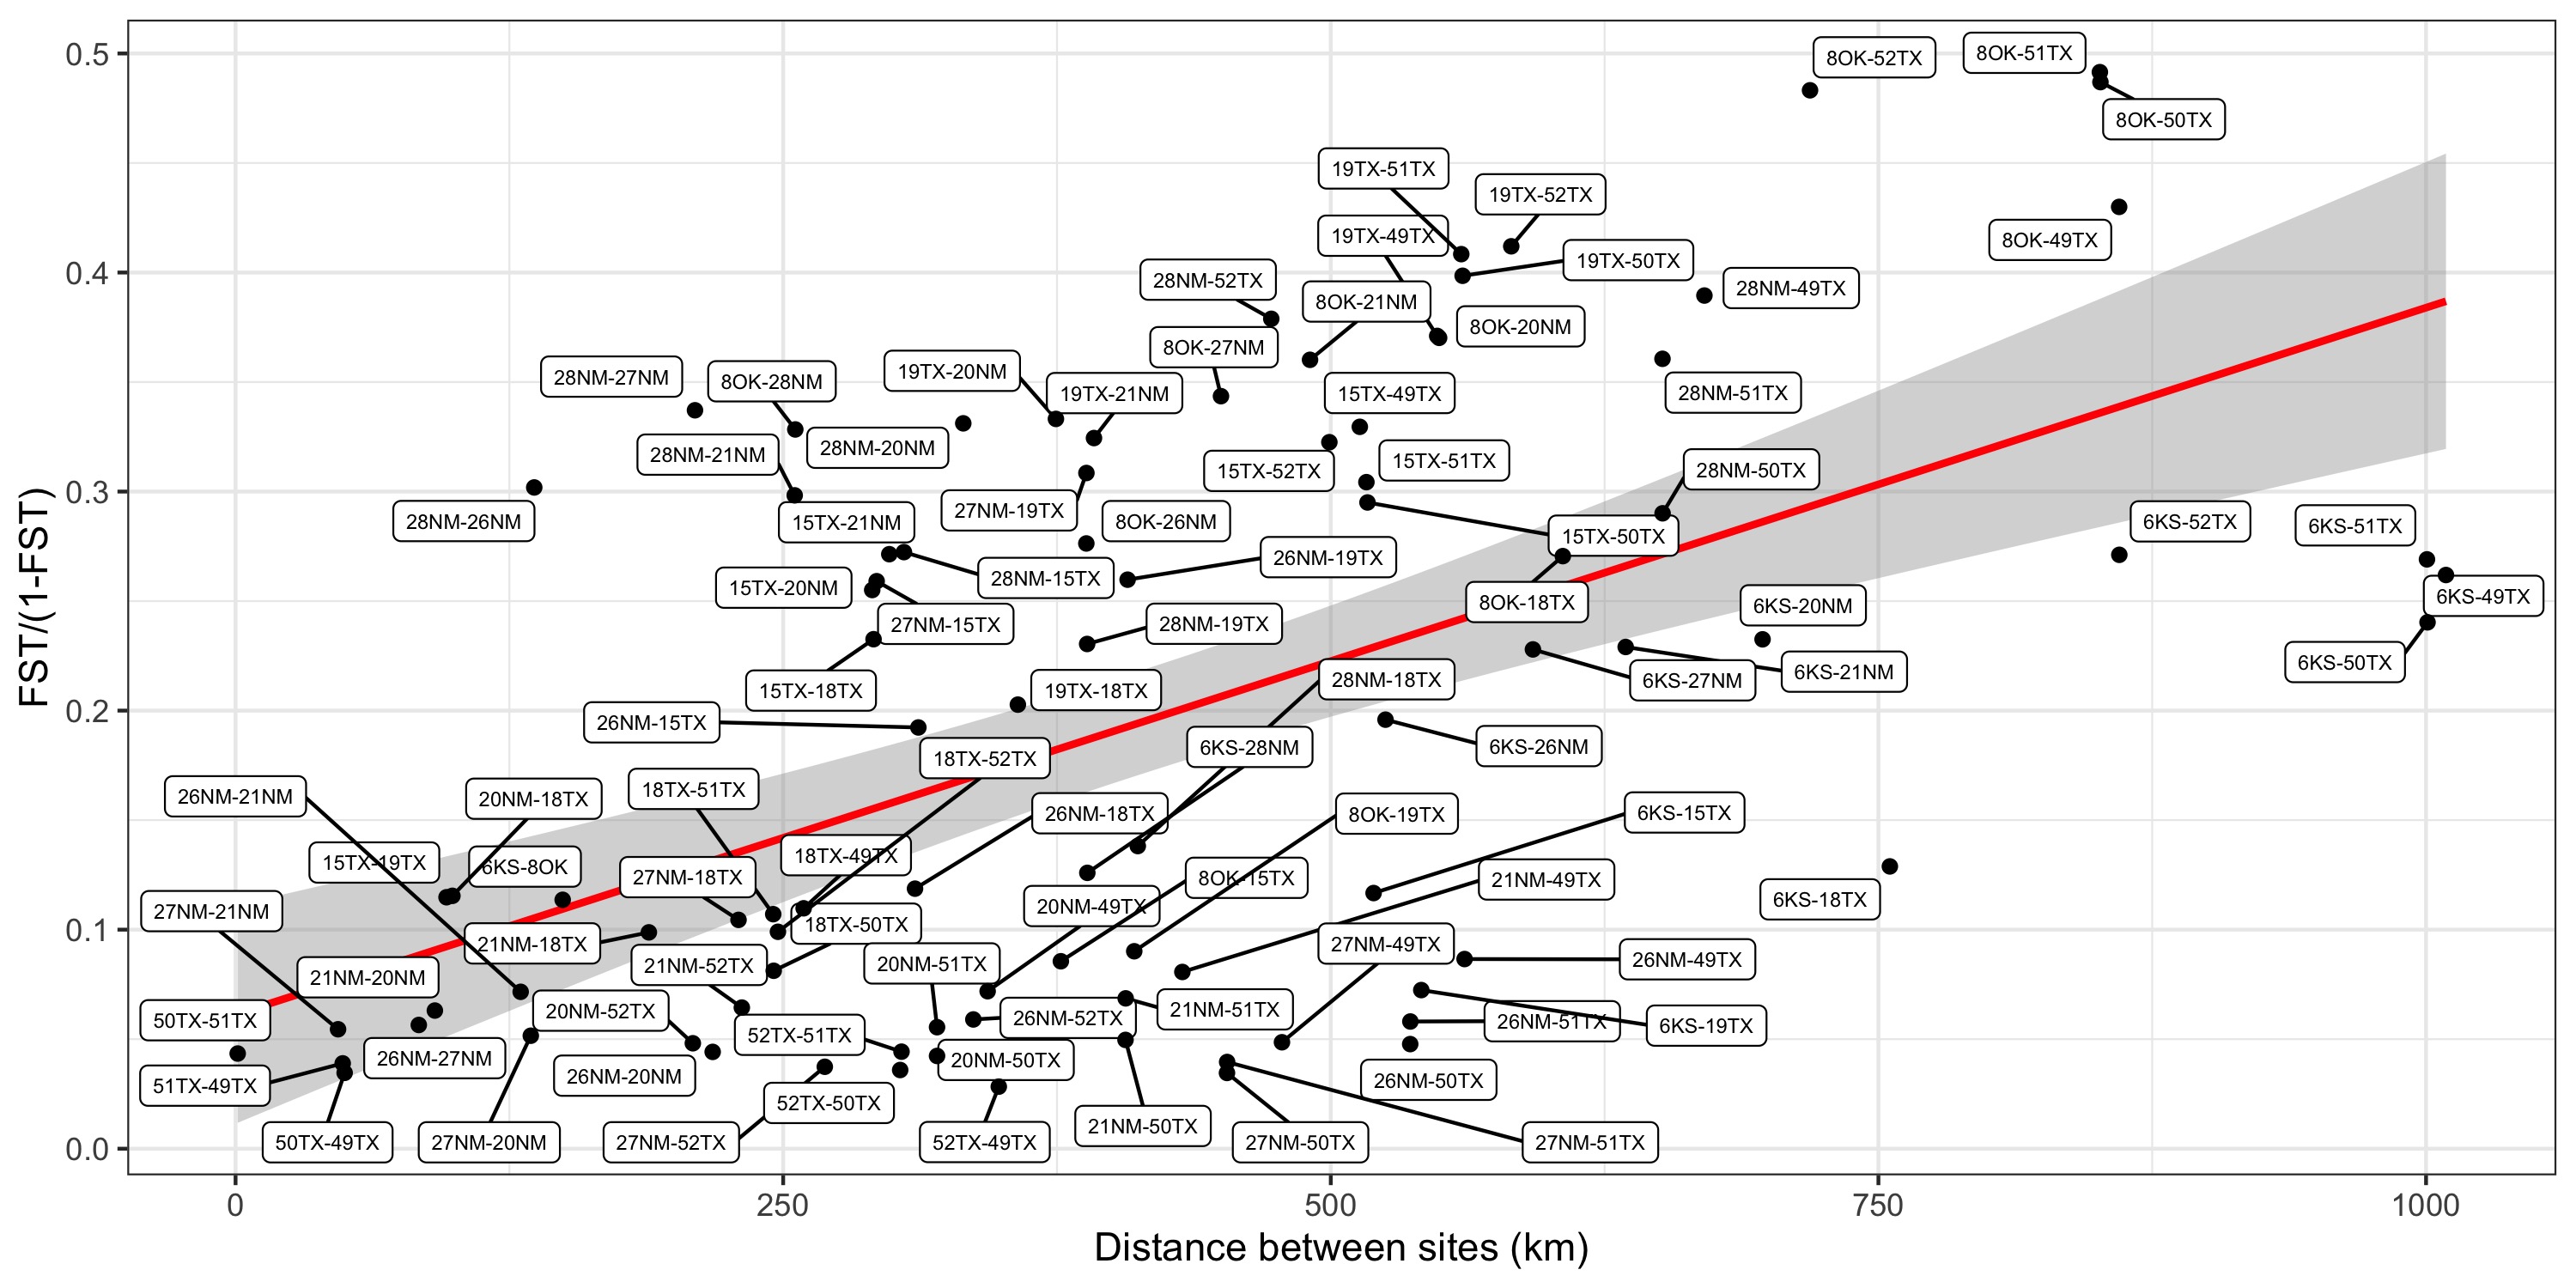 0.5
0.4
0.3
0.2
0.1
0.0
FST/(1-FST)
8OK-52TX
8OK-51TX
8OK-50TX
19TX-51TX
19TX-52TX
19TX-49TX
8OK-49TX
19TX-50TX
28NM-52TX
28NM-49TX
8OK-21NM
8OK-20NM
8OK-27NM
28NM-27NM
8OK-28NM
19TX-20NM
19TX-21NM
15TX-49TX
28NM-51TX
28NM-21NM
28NM-20NM
15TX-52TX
15TX-51TX
28NM-50TX
28NM-26NM
15TX-21NM
27NM-19TX
8OK-26NM
15TX-50TX
6KS-52TX
6KS-51TX
26NM-19TX
15TX-20NM
28NM-15TX
8OK-18TX
6KS-20NM
6KS-49TX
27NM-15TX
28NM-19TX
15TX-18TX
19TX-18TX
28NM-18TX
6KS-27NM
6KS-21NM
6KS-50TX
26NM-15TX
18TX-52TX
6KS-28NM
6KS-26NM
26NM-21NM
20NM-18TX
18TX-51TX
26NM-18TX
8OK-19TX
6KS-15TX
15TX-19TX
6KS-8OK
27NM-18TX
18TX-49TX
8OK-15TX
21NM-49TX
6KS-18TX
27NM-21NM
20NM-49TX
21NM-18TX
18TX-50TX
27NM-49TX
26NM-49TX
21NM-20NM
21NM-52TX
20NM-51TX
50TX-51TX
20NM-52TX
52TX-51TX
26NM-52TX
21NM-51TX
26NM-51TX
6KS-19TX
51TX-49TX
26NM-27NM
26NM-20NM
20NM-50TX
26NM-50TX
52TX-50TX
21NM-50TX
50TX-49TX
27NM-20NM
27NM-52TX
52TX-49TX
27NM-50TX
27NM-51TX
0
250
500
750
1000
Distance between sites (km)